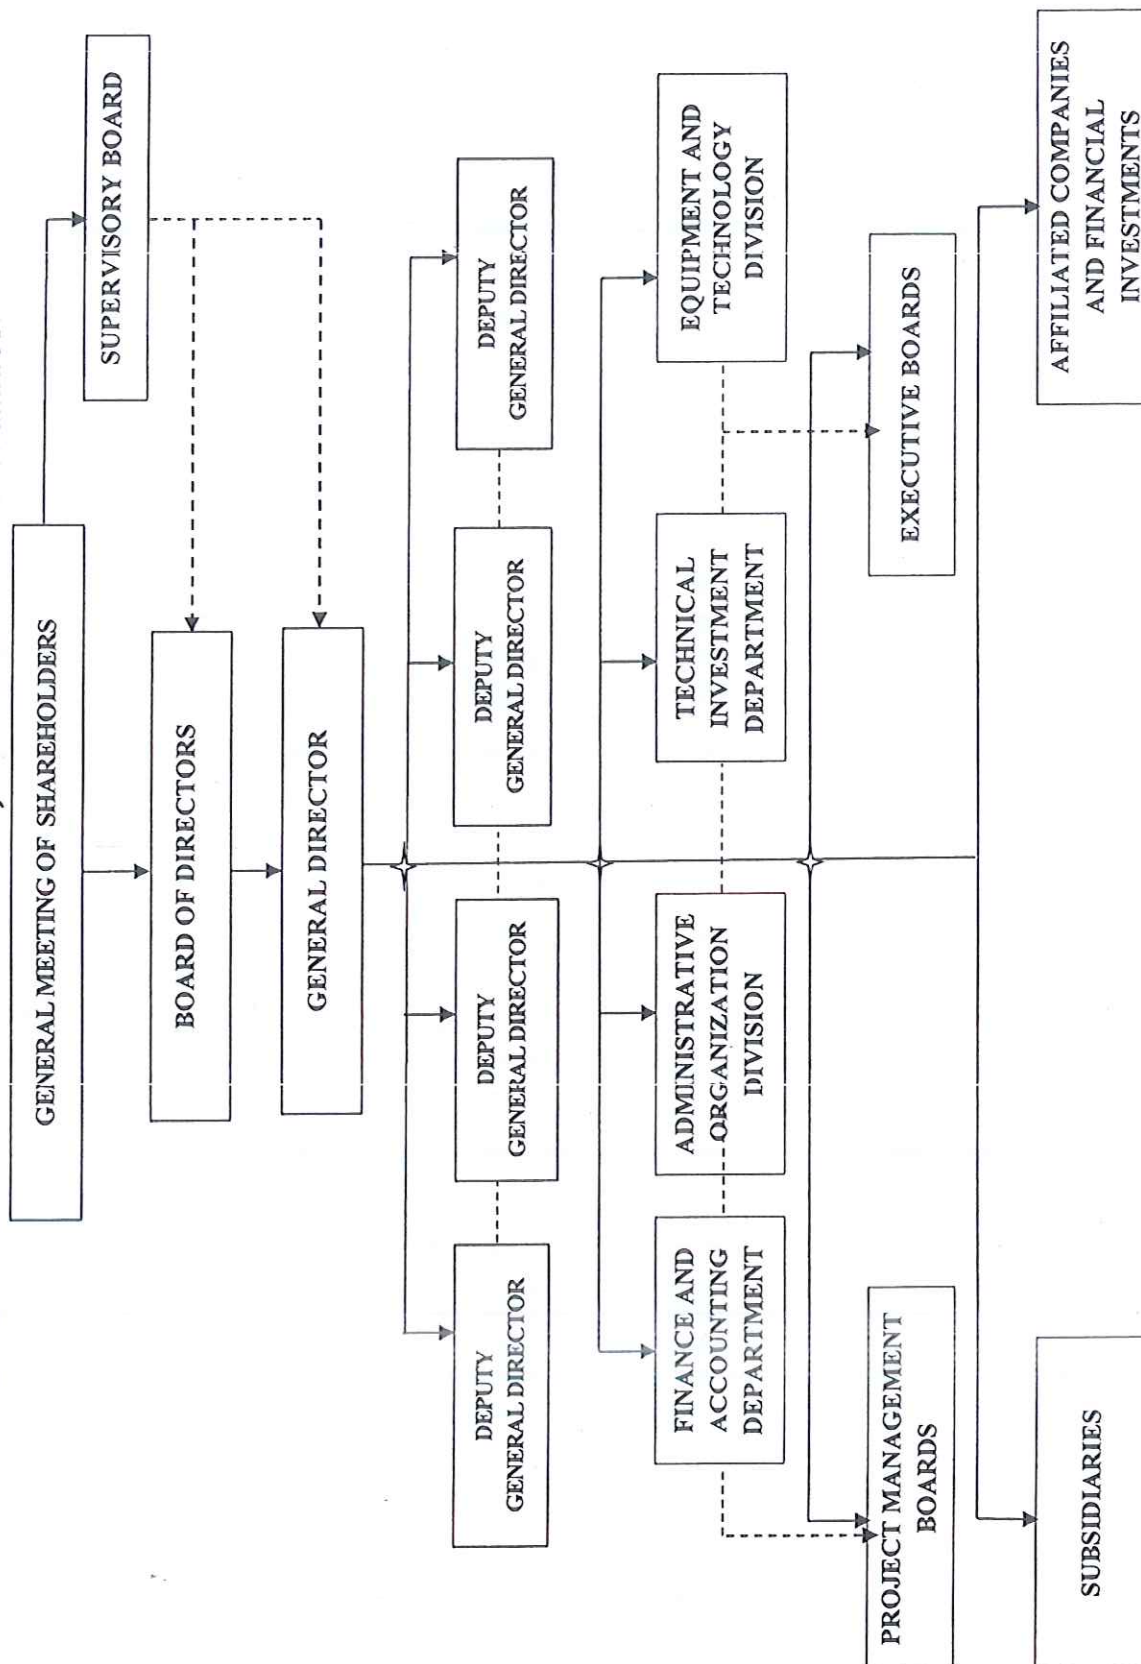 GENERAL MEETING OF SHAREHOLDERS
SUPERVISORY BOARD
BOARD OF DIRECTORS
GENERAL DIRECTOR
DEPUTY
GENERAL DIRECTOR
DEPUTY
GENERAL DIRECTOR
DEPUTY
GENERAL DIRECTOR
DEPUTY
GENERAL DIRECTOR
FINANCE AND
ACCOUNTING
DEPARTMENT
ADMINISTRATIVE
ORGANIZATION
DIVISION
TECHNICAL
INVESTMENT
DEPARTMENT
EQUIPMENT AND
TECHNOLOGY
DIVISION
PROJECT MANAGEMENT
BOARDS
EXECUTIVE BOARDS
SUBSIDIARIES
AFFILIATED COMPANIES
AND FINANCIAL
INVESTMENTS